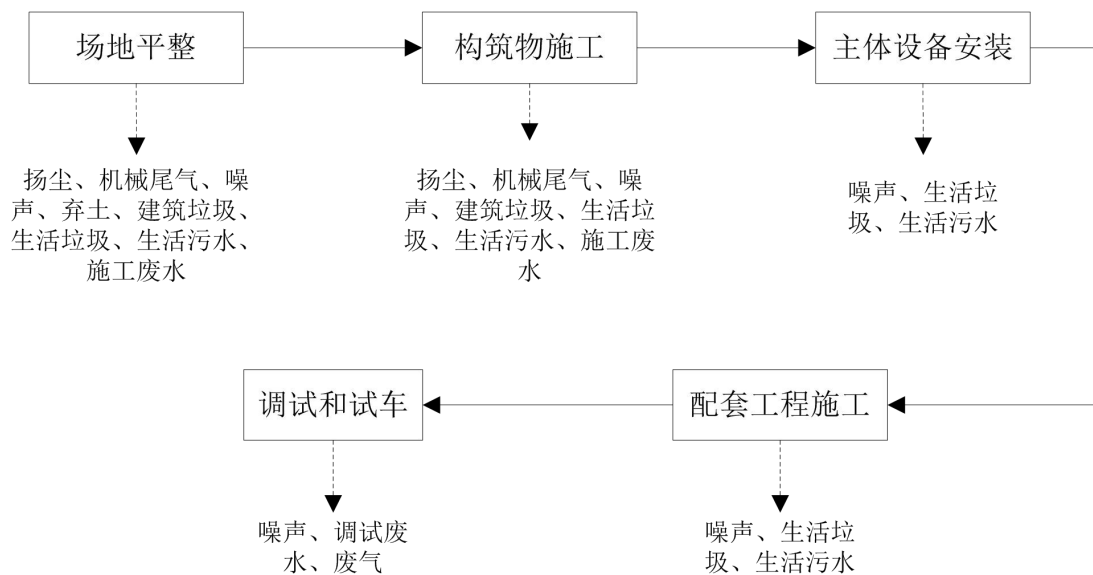 场地平整
构筑物施工
主体设备安装
扬尘、机械尾气、噪
声、弃土、建筑垃圾、
生活垃圾、生活污水、
施工废水
扬尘、机械尾气、噪
声、建筑垃圾、生活垃
圾、生活污水、施工废
水
噪声、生活垃
圾、生活污水
调试和试车
配套工程施工
噪声、调试废
水、废气
噪声、生活垃
圾、生活污水